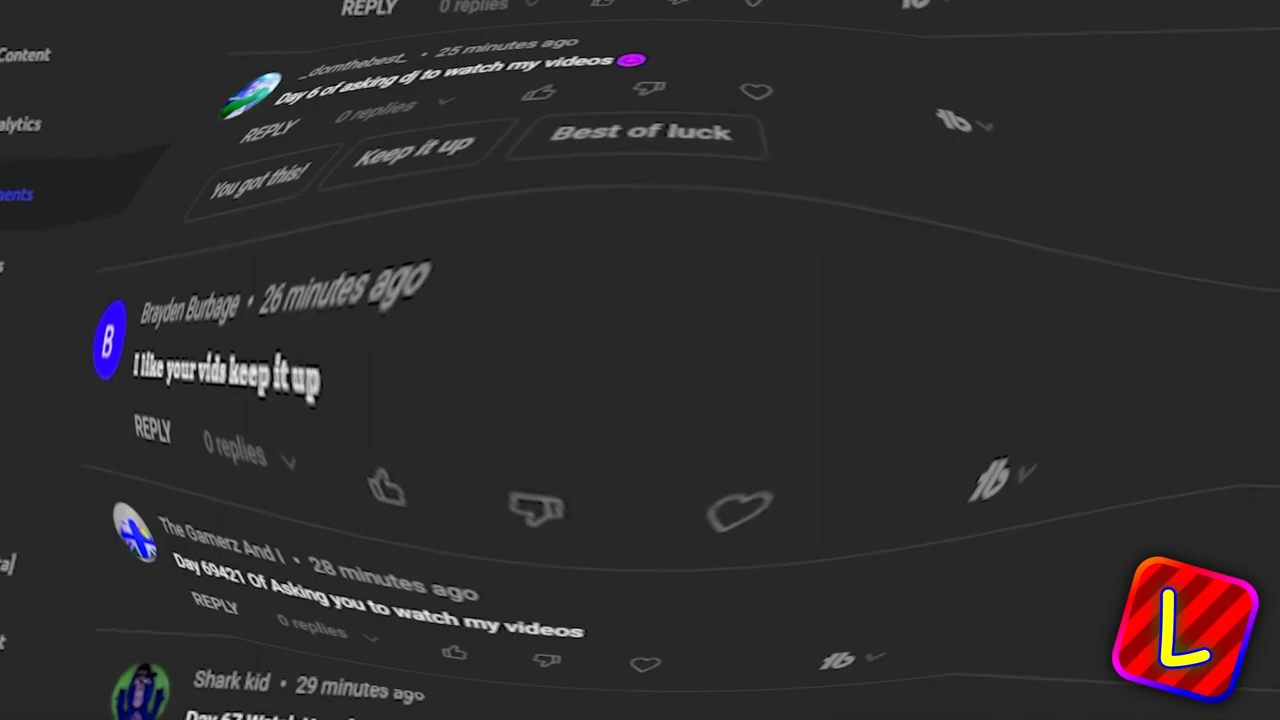 REPLY 0 replies
Content
_domthebest_ • 25 minutes ago
Day 6 of asking dj to watch my videos
REPLY 0 replies
You got this! Keep it up Best of luck
Brayden Burbage • 26 minutes ago
B
I like your vids keep it up
REPLY 0 replies
The Gamerz And I • 28 minutes ago
Day 69421 Of Asking you to watch my videos
REPLY 0 replies
Shark kid • 29 minutes ago
Day 67
L